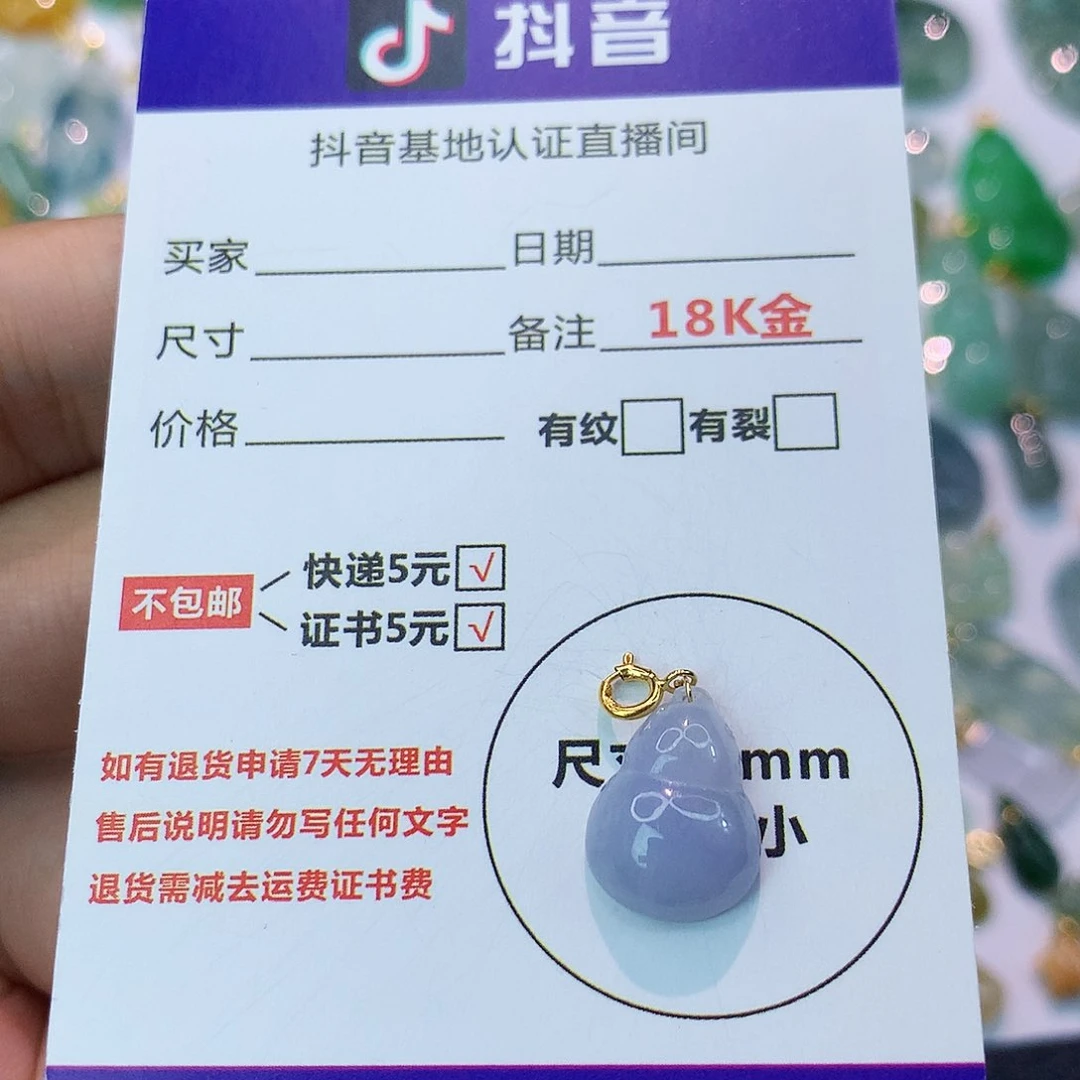 抖音
抖音基地认证直播间
买家 日期
尺寸 备注 18K金
价格 有纹 有裂
不包邮
快递5元 √
证书5元 √
尺 mm
小
如有退货申请7天无理由
售后说明请勿写任何文字
退货需减去运费证书费